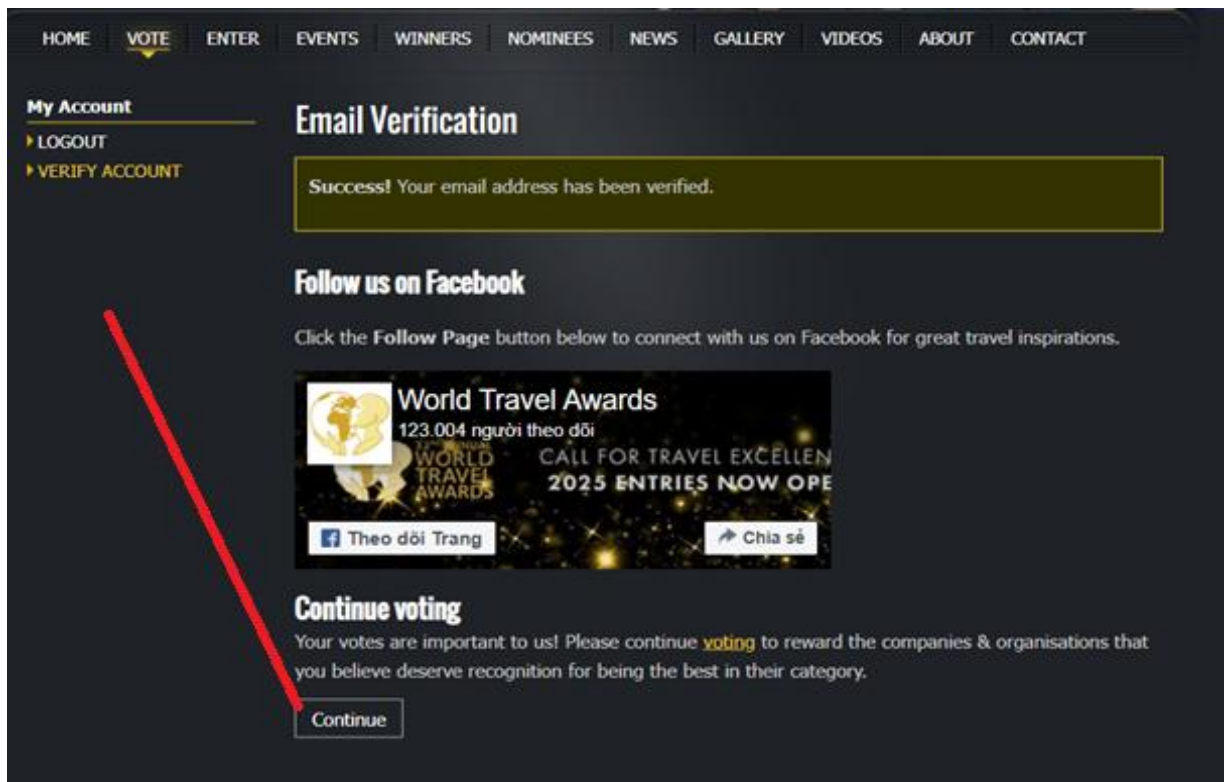 HOME VOTE ENTER EVENTS WINNERS NOMINEES NEWS GALLERY VIDEOS ABOUT CONTACT
My Account
LOGOUT
VERIFY ACCOUNT
Email Verification
Success! Your email address has been verified.
Follow us on Facebook
Click the Follow Page button below to connect with us on Facebook for great travel inspirations.
World Travel Awards
123.004 người theo dõi
WORLD
TRAVEL
AWARDS
CALL FOR TRAVEL EXCELLEN
2025 ENTRIES NOW OPE
Theo dõi Trang
Chia sẻ
Continue voting
Your votes are important to us! Please continue voting to reward the companies & organisations that
you believe deserve recognition for being the best in their category.
Continue